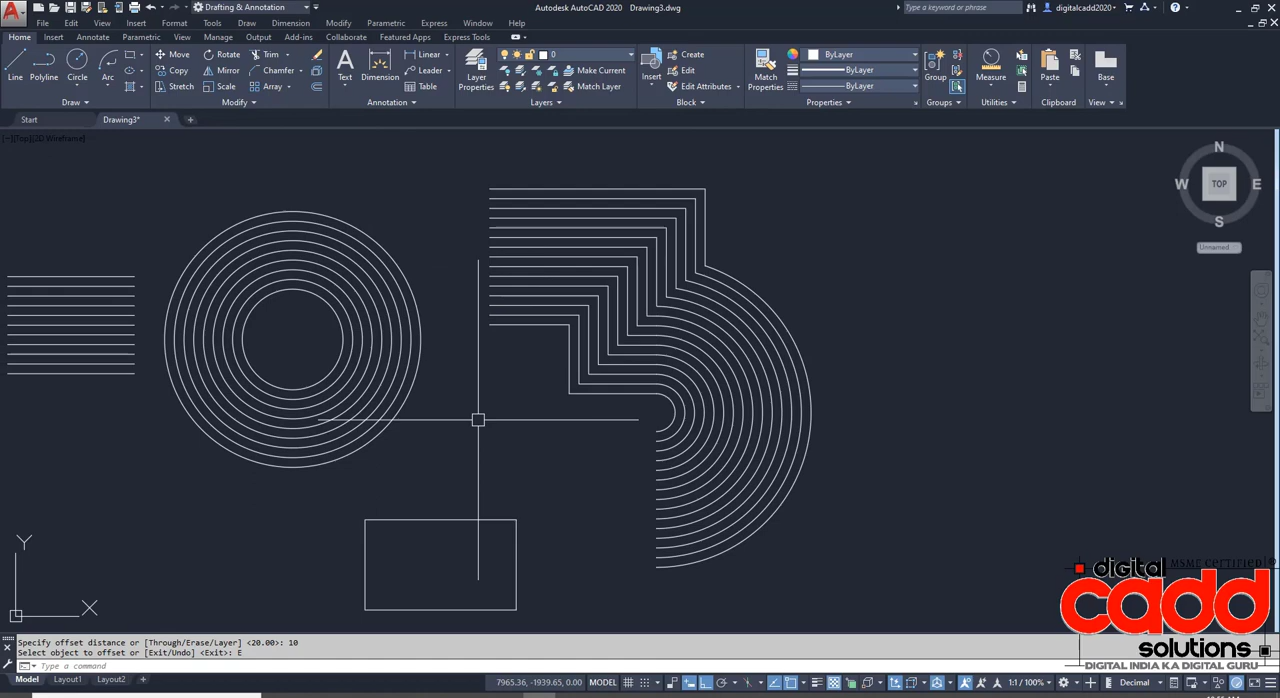 Drafting & Annotation
Autodesk AutoCAD 2020 Drawing3.dwg
Type a keyword or phrase
digitalcadd2020
File Edit View Insert Format Tools Draw Dimension Modify Parametric Express Window Help
Home Insert Annotate Parametric View Manage Output Add-ins Collaborate Featured Apps Express Tools
Line Polyline Circle Arc
Move Rotate Trim
Copy Mirror Chamfer
Stretch Scale Array
Text Dimension
Linear
Leader
Table
Layer Properties
0
Make Current
Match Layer
Insert
Create
Edit
Edit Attributes
Match Properties
ByLayer
ByLayer
ByLayer
Group
Measure
Paste
Base
Draw Modify Annotation Layers Block Properties Groups Utilities Clipboard View
Start Drawing3*
[−][Top][2D Wireframe]
N
W TOP E
S
Unnamed
Y
X
MSME CERTIFIED
digital
cadd
solutions
DIGITAL INDIA KA DIGITAL GURU
Specify offset distance or [Through/Erase/Layer] <20.00>: 10
Select object to offset or [Exit/Undo] <Exit>: E
Type a command
Model Layout1 Layout2
7965.36, -1939.65, 0.00 MODEL 1:1 / 100% Decimal